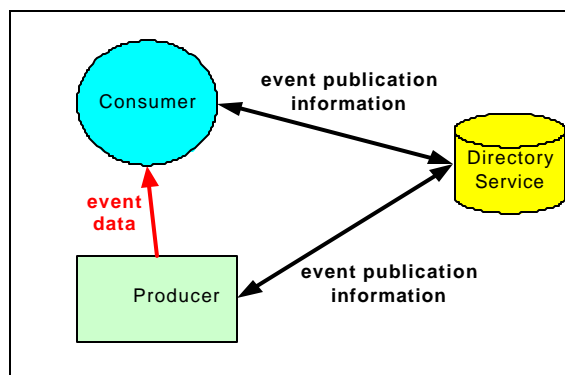 event publication
information
Consumer
Directory
Service
event
data
event publication
information
Producer